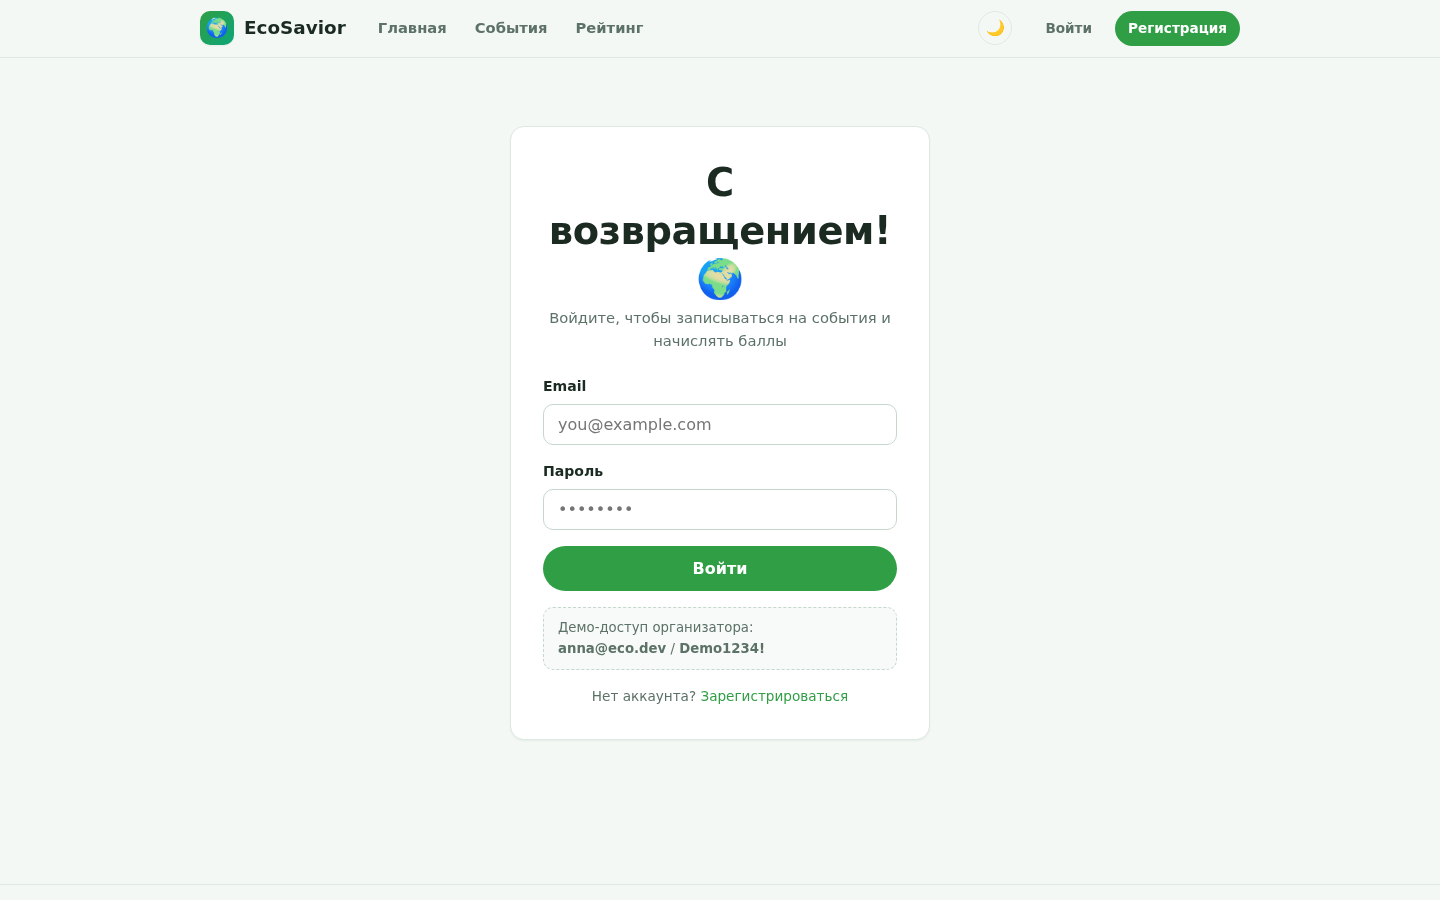 EcoSavior
Главная
События
Рейтинг
Войти
Регистрация
С
возвращением!
Войдите, чтобы записываться на события и
начислять баллы
Email
you@example.com
Пароль
••••••••
Войти
Демо-доступ организатора:
anna@eco.dev / Demo1234!
Нет аккаунта? Зарегистрироваться